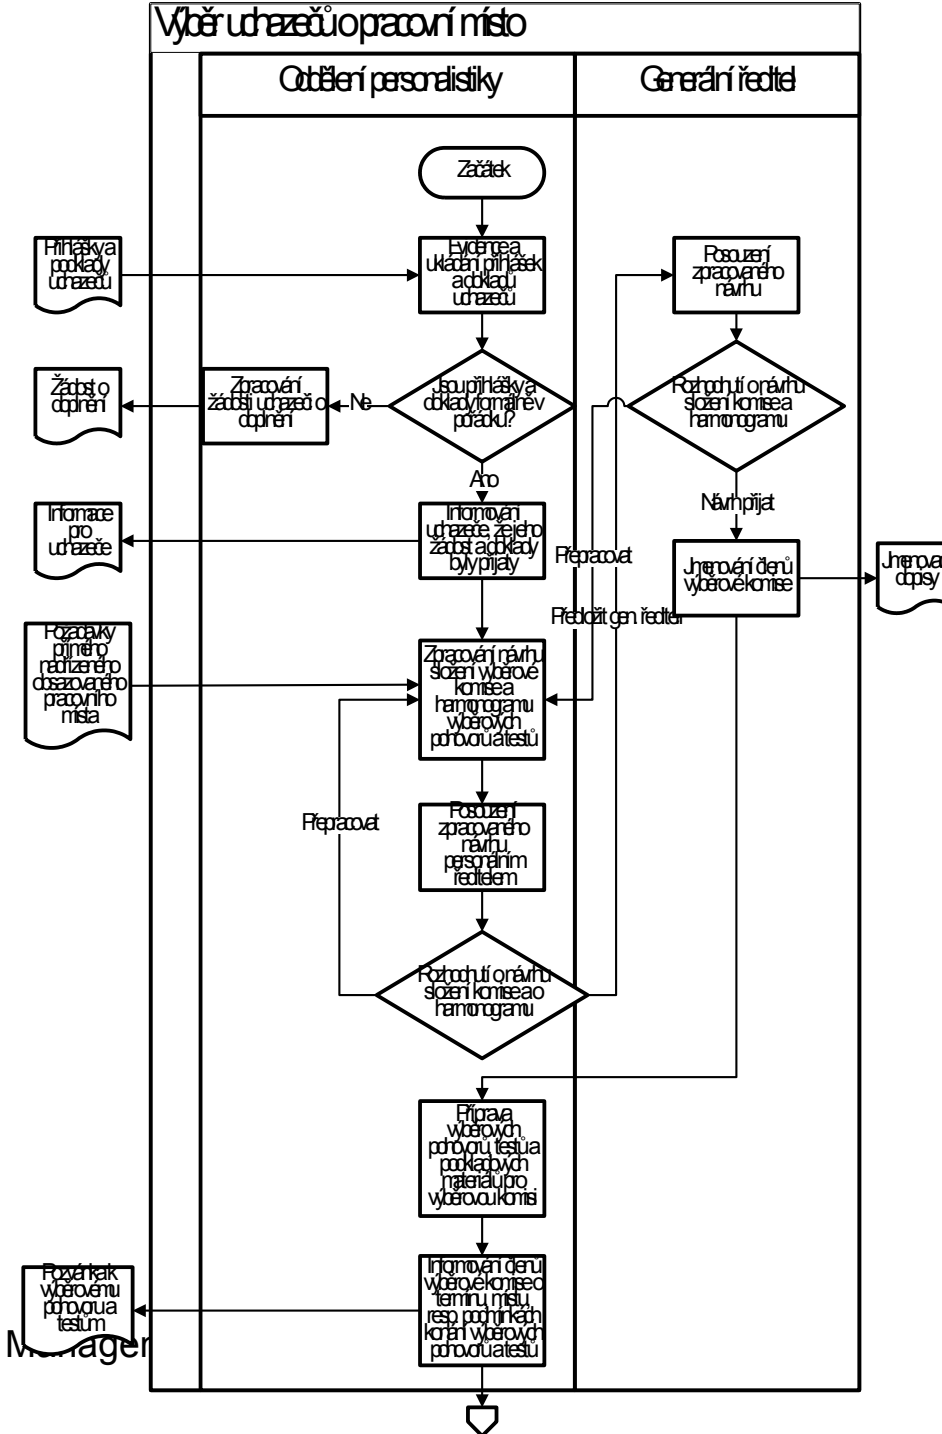 Výběr uchazečů o pracovní místo
Oddělení personalistiky
Generální ředitel
Začátek
Přihlášky a
podklady
uchazečů
Evidence a
ukládání přihlášek
a dokladů
uchazečů
Posouzení
zpracovaného
návrhu
Žádost o
doplnění
Zpracování
žádosti uchazeči o
doplnění
Ne
Jsou přihlášky a
doklady formálně v
pořádku?
Rozhodnutí o návrhu
složení komise a
harmonogramu
Ano
Návrh přijat
Informace
pro
uchazeče
Informování
uchazeče, že jeho
žádost a doklady
byly přijaty
Přepracovat
Jmenování členů
výběrové komise
Jmenovac
dopisy
Předložit gen. řediteli
Požadavky
přímého
nadřízeného
obsazovaného
pracovního
místa
Zpracování návrhu
složení výběrové
komise a
harmonogramu
výběrových
pohovorů a testů
Přepracovat
Posouzení
zpracovaného
návrhu
personálním
ředitelem
Rozhodnutí o návrhu
složení komise a o
harmonogramu
Příprava
výběrových
pohovorů, testů a
podkladových
materiálů pro
výběrovou komisi
Pozvánka k
výběrovému
pohovoru a
testům
Informování členů
výběrové komise o
termínu, místu,
resp. podmínkách
konání výběrových
pohovorů a testů
Manager